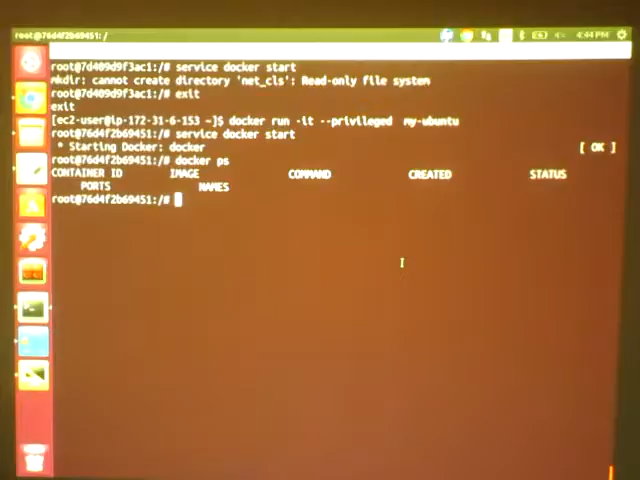 root@76d4f2b69451: /
4:44 PM
root@7d409d9f3ac1:/# service docker start
mkdir: cannot create directory 'net_cls': Read-only file system
root@7d409d9f3ac1:/# exit
exit
[ec2-user@ip-172-31-6-153 ~]$ docker run -it --privileged  my-ubuntu
root@76d4f2b69451:/# service docker start
 * Starting Docker: docker [ OK ]
root@76d4f2b69451:/# docker ps
CONTAINER ID IMAGE COMMAND CREATED STATUS
PORTS NAMES
root@76d4f2b69451:/#